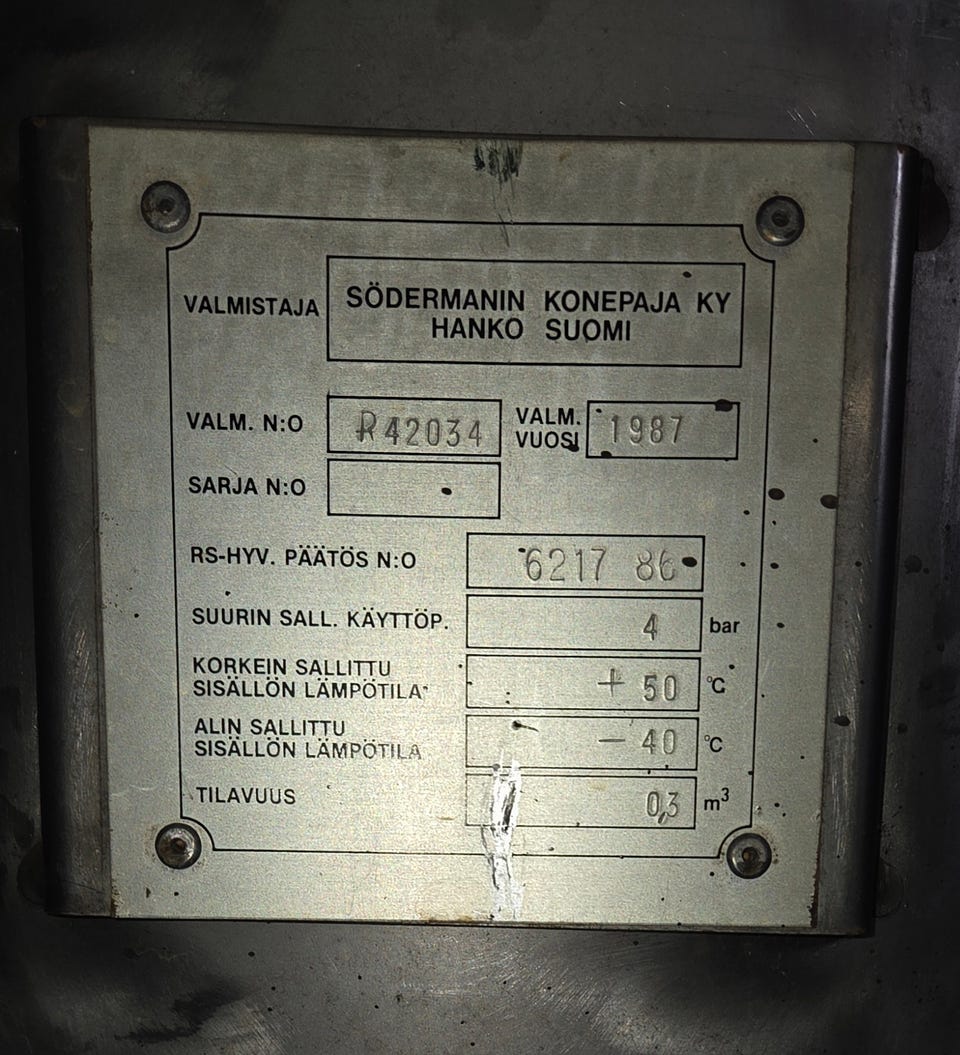 VALMISTAJA SÖDERMANIN KONEPAJA KY
HANKO SUOMI
VALM. N:O R42034 VALM. VUOSI 1987
SARJA N:O
RS-HYV. PÄÄTÖS N:O 6217 86
SUURIN SALL. KÄYTTÖP. 4 bar
KORKEIN SALLITTU
SISÄLLÖN LÄMPÖTILA + 50 °C
ALIN SALLITTU
SISÄLLÖN LÄMPÖTILA - 40 °C
TILAVUUS 0,3 m³